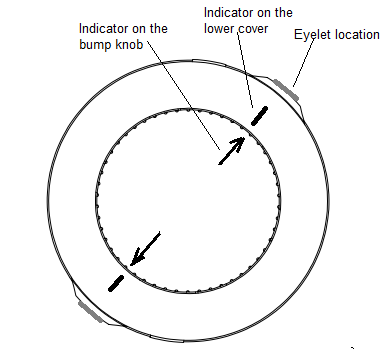 Indicator on the
bump knob
Indicator on the
lower cover
Eyelet location